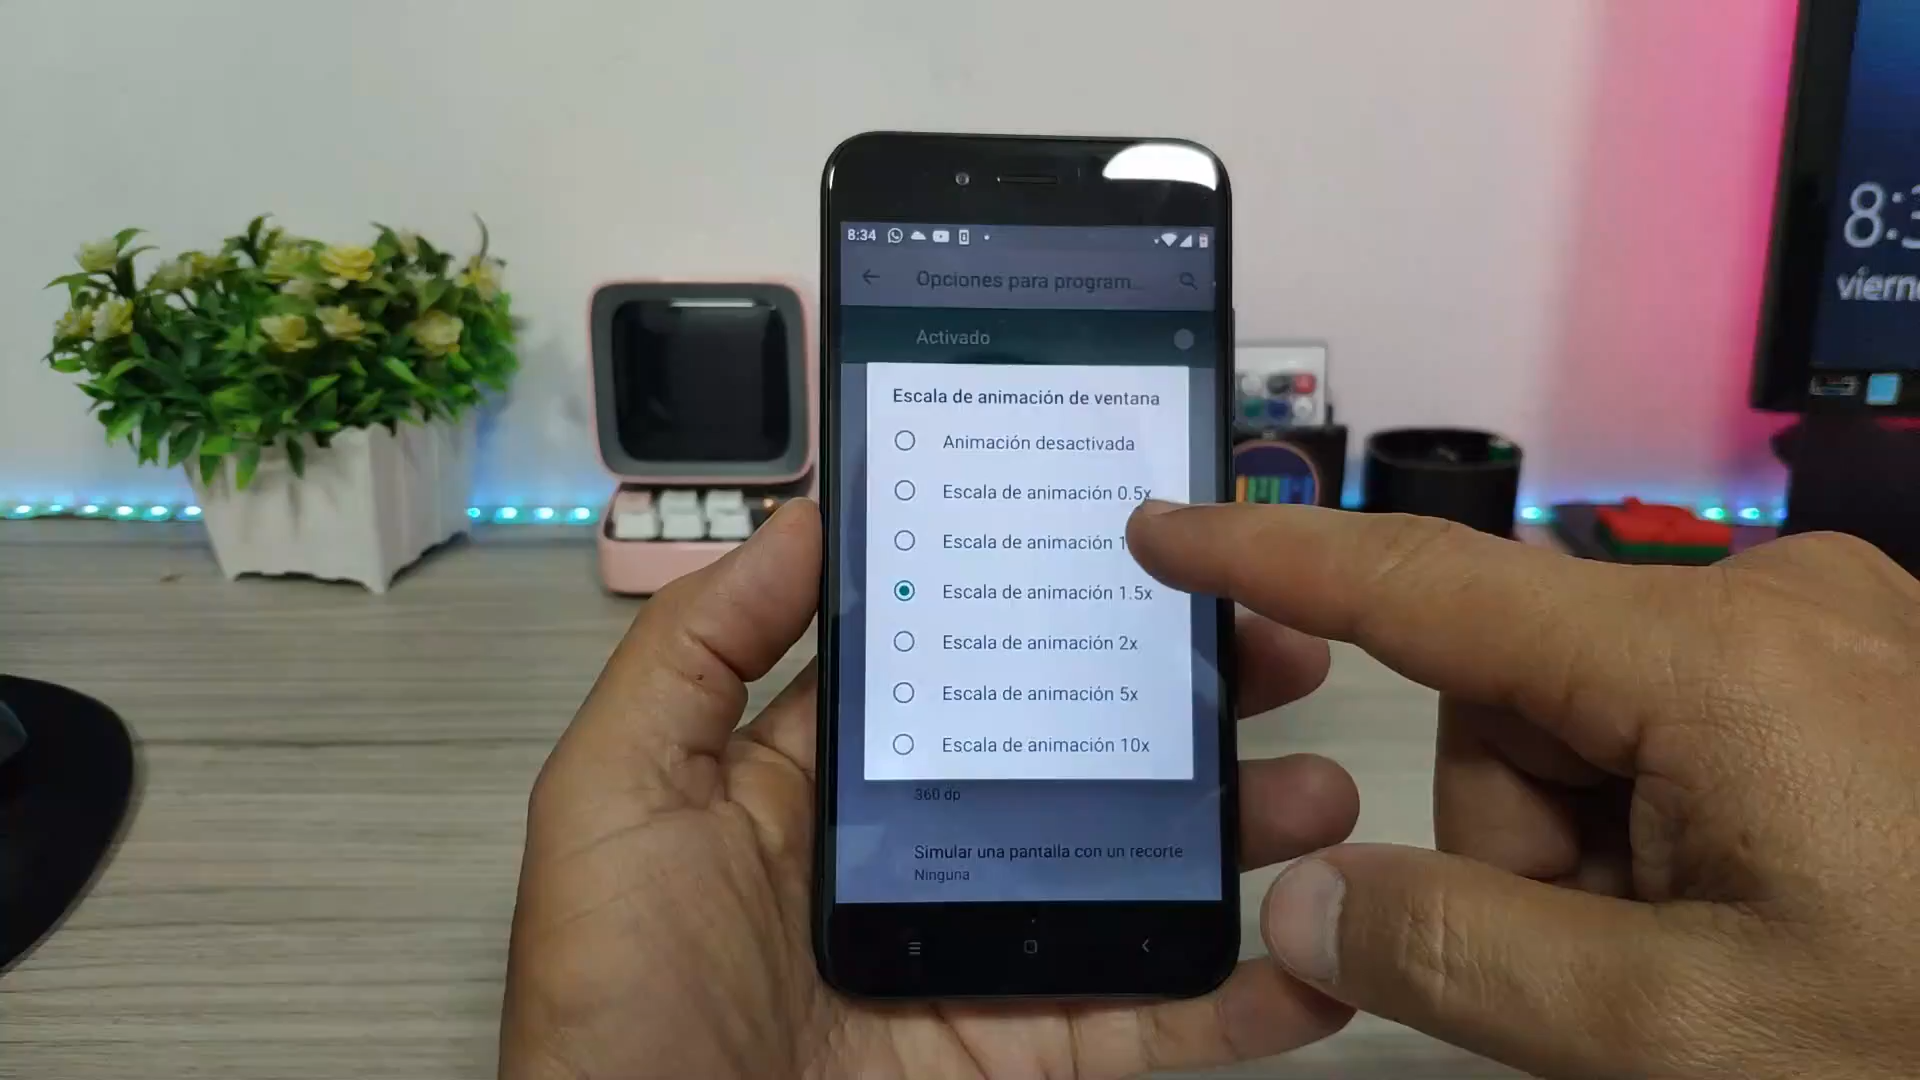 8:34
Opciones para program...
Activado
Escala de animación de ventana
Animación desactivada
Escala de animación 0.5x
Escala de animación 1
Escala de animación 1.5x
Escala de animación 2x
Escala de animación 5x
Escala de animación 10x
360 dp
Simular una pantalla con un recorte
Ninguna
8:3
vierne